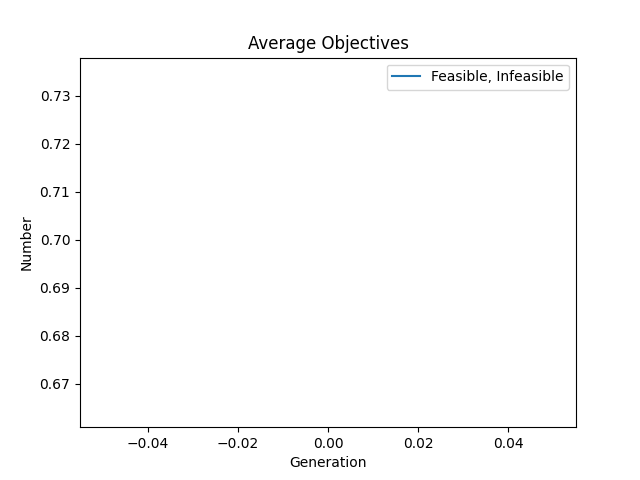 Average Objectives
Feasible, Infeasible
0.73
0.72
0.71
0.70
0.69
0.68
0.67
Number
−0.04 −0.02 0.00 0.02 0.04
Generation